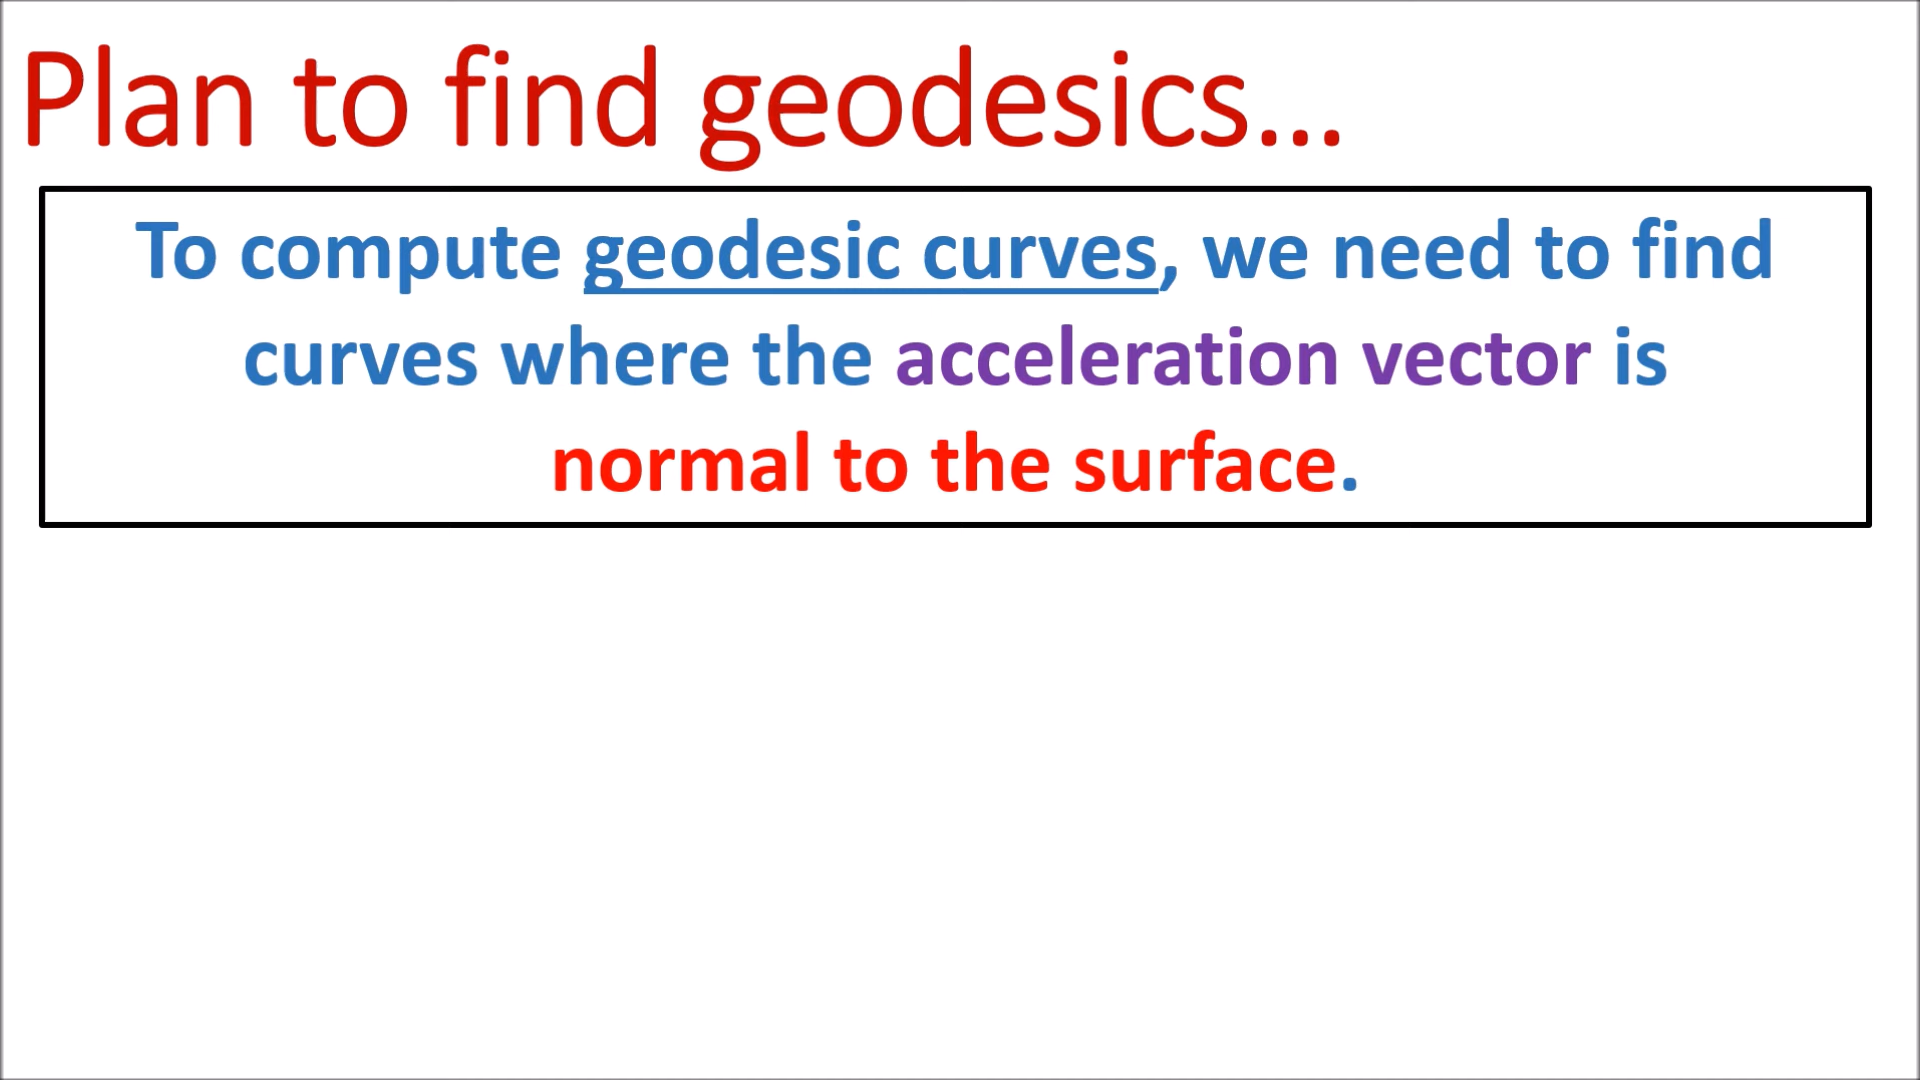 Plan to find geodesics...
To compute geodesic curves, we need to find
curves where the acceleration vector is
normal to the surface.